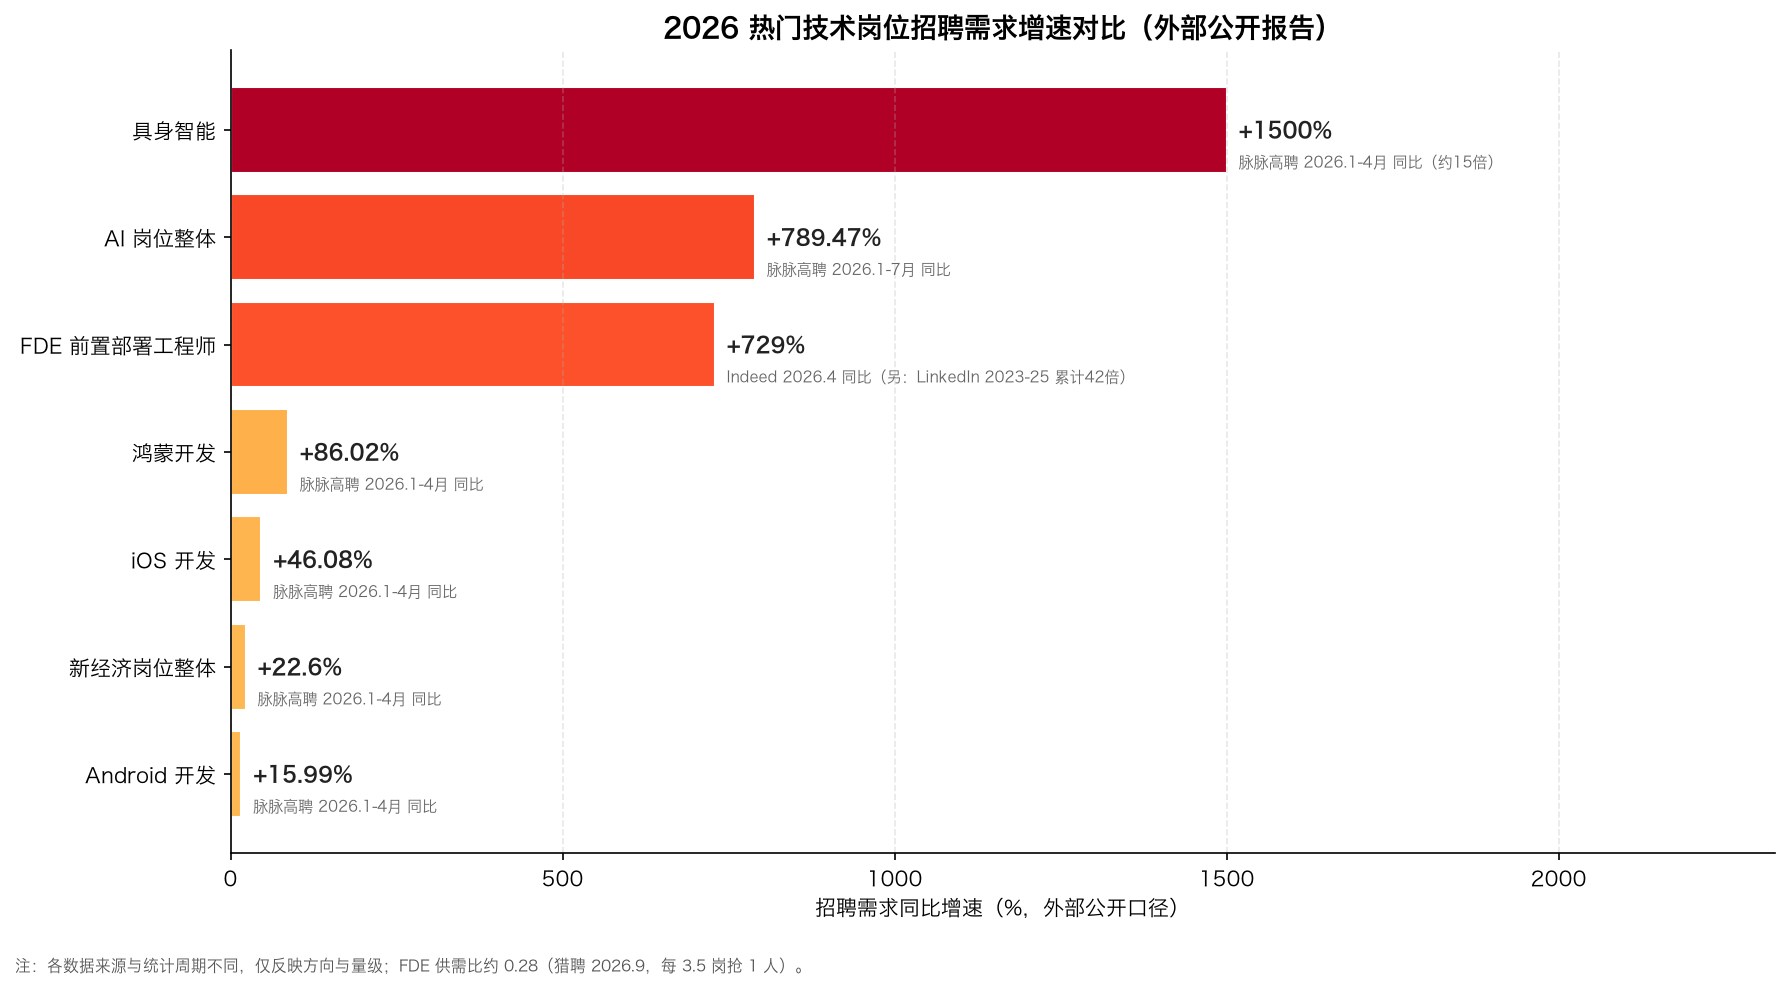 2026 热门技术岗位招聘需求增速对比（外部公开报告）
具身智能
+1500%
脉脉高聘 2026.1-4月 同比（约15倍）
AI 岗位整体
+789.47%
脉脉高聘 2026.1-7月 同比
FDE 前置部署工程师
+729%
Indeed 2026.4 同比（另：LinkedIn 2023-25 累计42倍）
鸿蒙开发
+86.02%
脉脉高聘 2026.1-4月 同比
iOS 开发
+46.08%
脉脉高聘 2026.1-4月 同比
新经济岗位整体
+22.6%
脉脉高聘 2026.1-4月 同比
Android 开发
+15.99%
脉脉高聘 2026.1-4月 同比
0 500 1000 1500 2000
招聘需求同比增速（%，外部公开口径）
注：各数据来源与统计周期不同，仅反映方向与量级；FDE 供需比约 0.28（猎聘 2026.9，每 3.5 岗抢 1 人）。